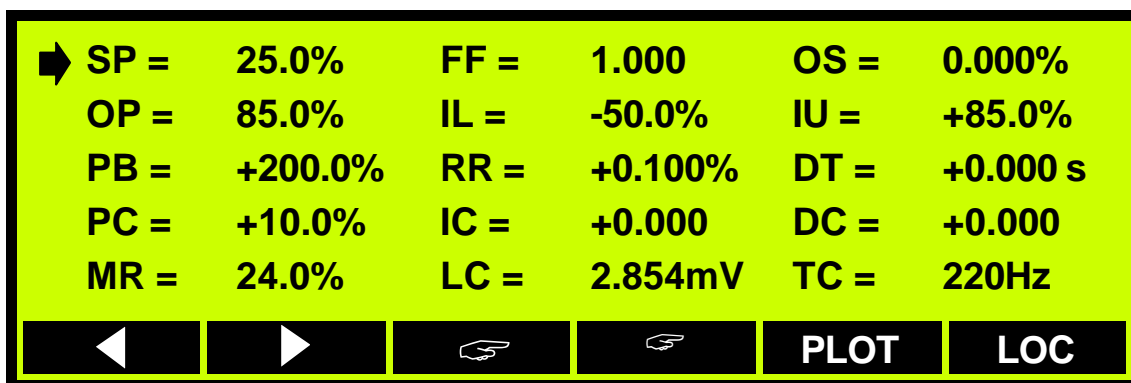 SP = 25.0% FF = 1.000 OS = 0.000%
OP = 85.0% IL = -50.0% IU = +85.0%
PB = +200.0% RR = +0.100% DT = +0.000 s
PC = +10.0% IC = +0.000 DC = +0.000
MR = 24.0% LC = 2.854mV TC = 220Hz
PLOT LOC